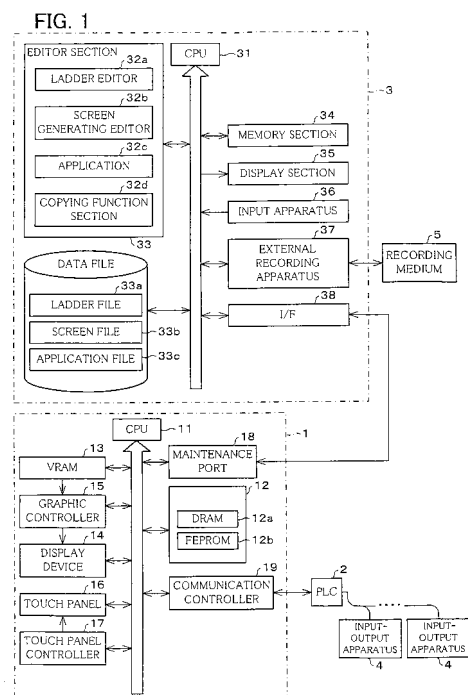 FIG. 1
EDITOR SECTION
32a
LADDER EDITOR
32b
SCREEN
GENERATING EDITOR
32c
APPLICATION
32d
COPYING FUNCTION
SECTION
33
DATA FILE
33a
LADDER FILE
SCREEN FILE
33b
APPLICATION FILE
33c
CPU
31
3
34
MEMORY SECTION
35
DISPLAY SECTION
36
INPUT APPARATUS
37
EXTERNAL
RECORDING
APPARATUS
38
I/F
5
RECORDING
MEDIUM
CPU
11
1
13
VRAM
15
GRAPHIC
CONTROLLER
14
DISPLAY
DEVICE
16
TOUCH PANEL
17
TOUCH PANEL
CONTROLLER
18
MAINTENANCE
PORT
12
DRAM
12a
FEPROM
12b
19
COMMUNICATION
CONTROLLER
2
PLC
INPUT-
OUTPUT
APPARATUS
4
INPUT-
OUTPUT
APPARATUS
4